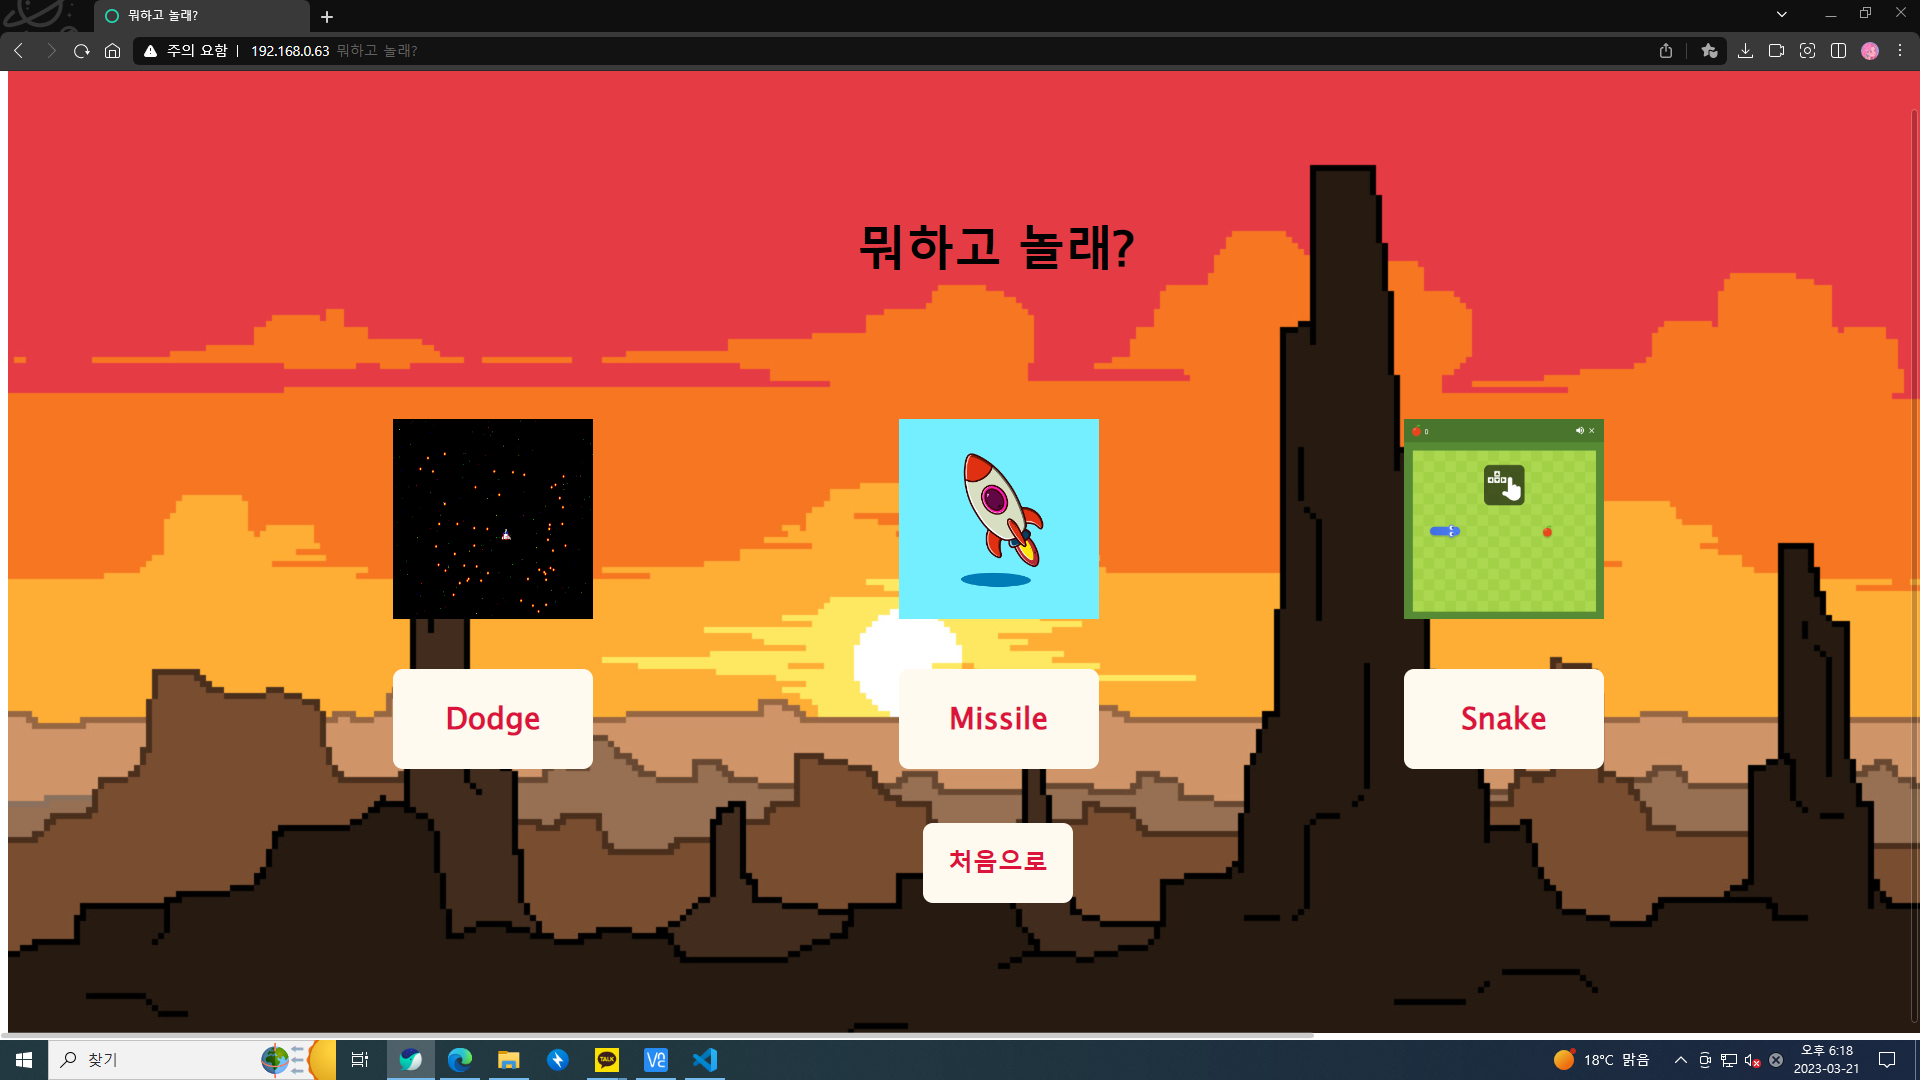 뭐하고 놀래?
주의 요함 | 192.168.0.63 뭐하고 놀래?
뭐하고 놀래?
0
Dodge
Missile
Snake
처음으로
찾기
TALK
18°C 맑음
오후 6:18
2023-03-21